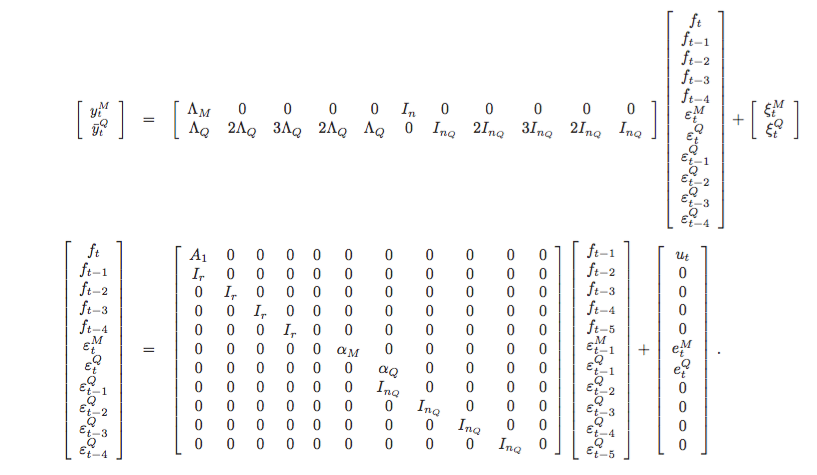 \begin{bmatrix} y_t^M \\ \bar{y}_t^Q \end{bmatrix} = \begin{bmatrix} \Lambda_M & 0 & 0 & 0 & 0 & I_n & 0 & 0 & 0 & 0 & 0 \\ \Lambda_Q & 2\Lambda_Q & 3\Lambda_Q & 2\Lambda_Q & \Lambda_Q & 0 & I_{n_Q} & 2I_{n_Q} & 3I_{n_Q} & 2I_{n_Q} & I_{n_Q} \end{bmatrix} \begin{bmatrix} f_t \\ f_{t-1} \\ f_{t-2} \\ f_{t-3} \\ f_{t-4} \\ \varepsilon_t^M \\ \varepsilon_t^Q \\ \varepsilon_{t-1}^Q \\ \varepsilon_{t-2}^Q \\ \varepsilon_{t-3}^Q \\ \varepsilon_{t-4}^Q \end{bmatrix} + \begin{bmatrix} \xi_t^M \\ \xi_t^Q \end{bmatrix}
\begin{bmatrix} f_t \\ f_{t-1} \\ f_{t-2} \\ f_{t-3} \\ f_{t-4} \\ \varepsilon_t^M \\ \varepsilon_t^Q \\ \varepsilon_{t-1}^Q \\ \varepsilon_{t-2}^Q \\ \varepsilon_{t-3}^Q \\ \varepsilon_{t-4}^Q \end{bmatrix} = \begin{bmatrix} A_1 & 0 & 0 & 0 & 0 & 0 & 0 & 0 & 0 & 0 & 0 \\ I_r & 0 & 0 & 0 & 0 & 0 & 0 & 0 & 0 & 0 & 0 \\ 0 & I_r & 0 & 0 & 0 & 0 & 0 & 0 & 0 & 0 & 0 \\ 0 & 0 & I_r & 0 & 0 & 0 & 0 & 0 & 0 & 0 & 0 \\ 0 & 0 & 0 & I_r & 0 & 0 & 0 & 0 & 0 & 0 & 0 \\ 0 & 0 & 0 & 0 & 0 & \alpha_M & 0 & 0 & 0 & 0 & 0 \\ 0 & 0 & 0 & 0 & 0 & 0 & \alpha_Q & 0 & 0 & 0 & 0 \\ 0 & 0 & 0 & 0 & 0 & 0 & I_{n_Q} & 0 & 0 & 0 & 0 \\ 0 & 0 & 0 & 0 & 0 & 0 & 0 & I_{n_Q} & 0 & 0 & 0 \\ 0 & 0 & 0 & 0 & 0 & 0 & 0 & 0 & I_{n_Q} & 0 & 0 \\ 0 & 0 & 0 & 0 & 0 & 0 & 0 & 0 & 0 & I_{n_Q} & 0 \end{bmatrix} \begin{bmatrix} f_{t-1} \\ f_{t-2} \\ f_{t-3} \\ f_{t-4} \\ f_{t-5} \\ \varepsilon_{t-1}^M \\ \varepsilon_{t-1}^Q \\ \varepsilon_{t-2}^Q \\ \varepsilon_{t-3}^Q \\ \varepsilon_{t-4}^Q \\ \varepsilon_{t-5}^Q \end{bmatrix} + \begin{bmatrix} u_t \\ 0 \\ 0 \\ 0 \\ 0 \\ e_t^M \\ e_t^Q \\ 0 \\ 0 \\ 0 \\ 0 \end{bmatrix} .